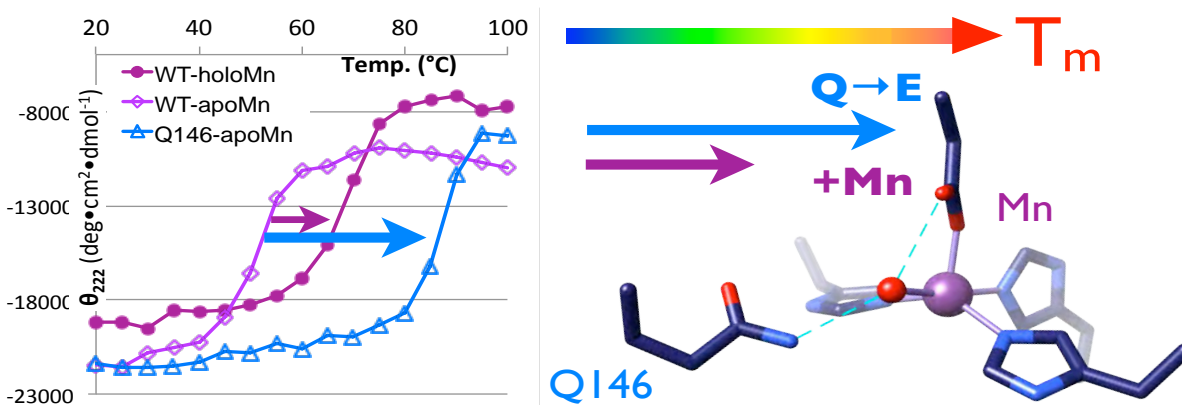 20 40 60 80 100
Temp. (°C)
WT-holoMn
WT-apoMn
Q146-apoMn
-8000
-13000
-18000
-23000
θ222 (deg•cm2•dmol-1)
Tm
Q → E
+Mn
Mn
Q146